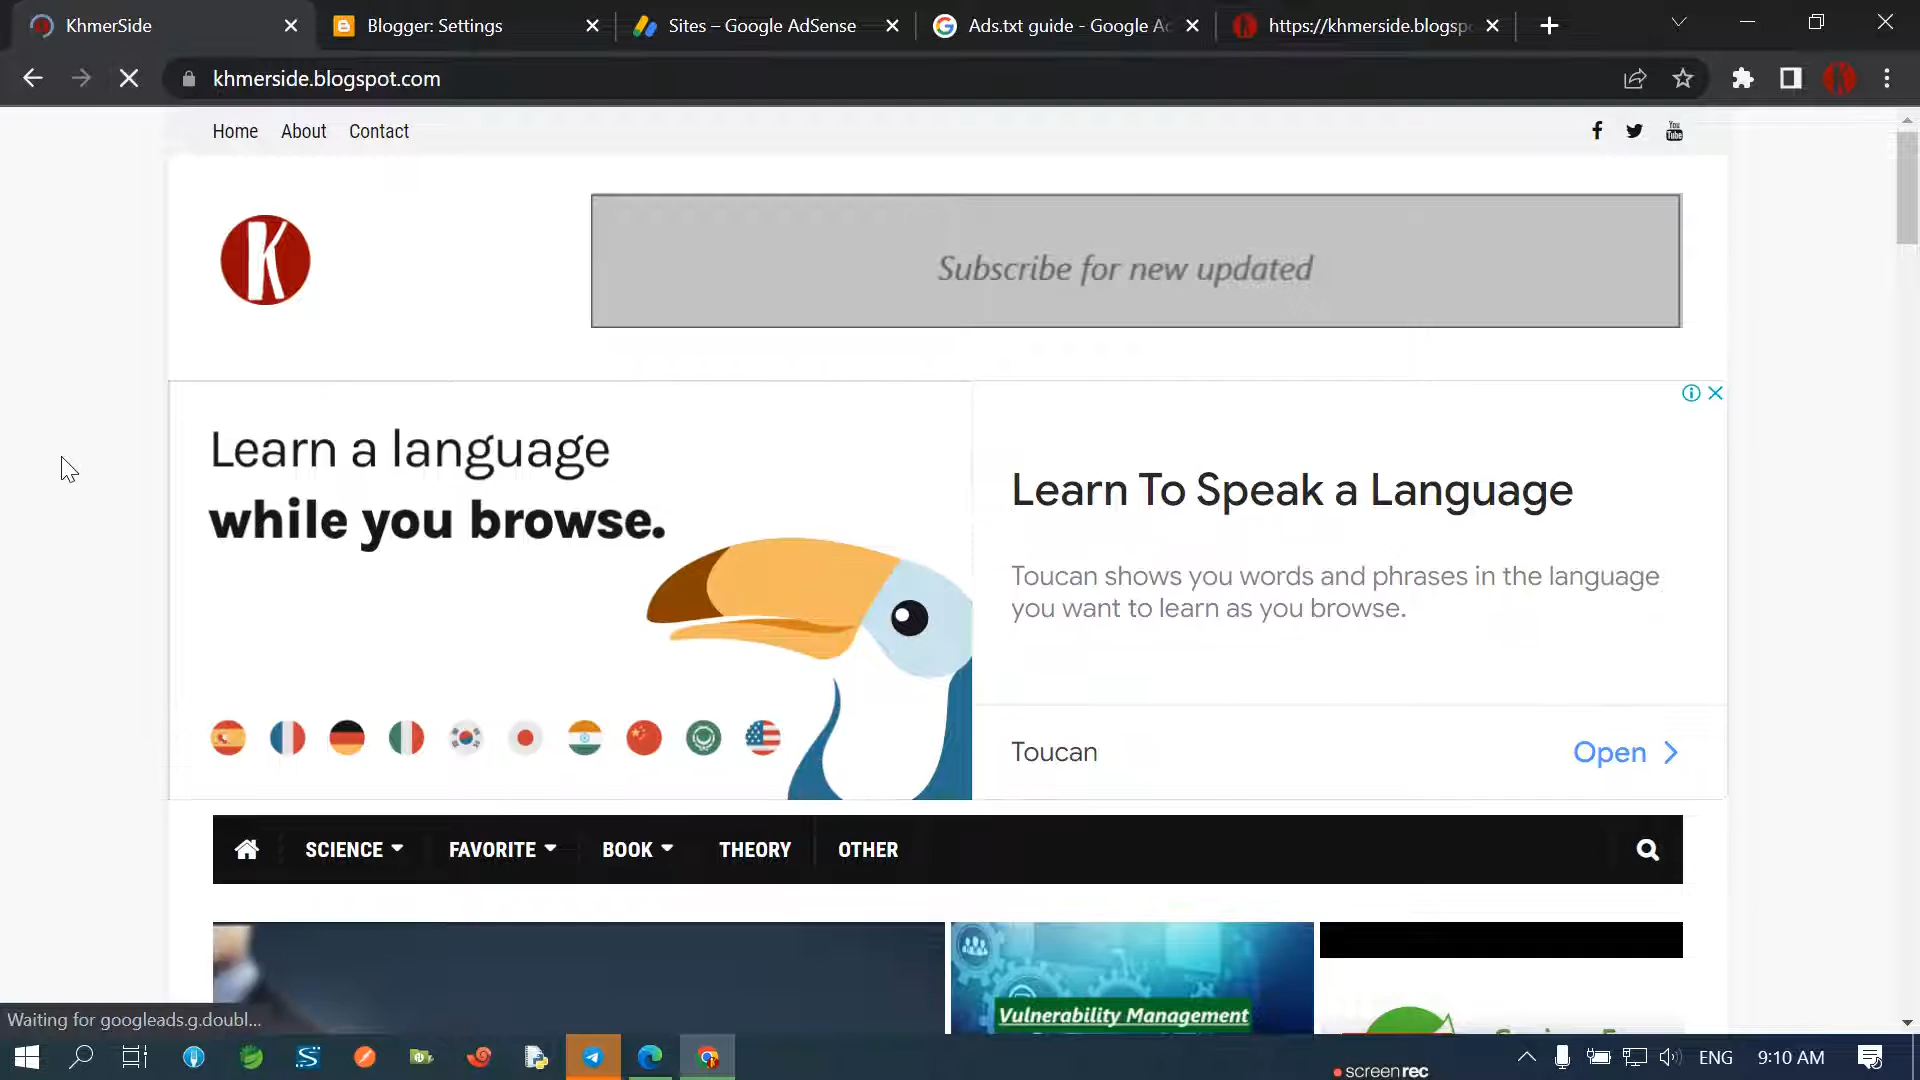 KhmerSide
Blogger: Settings
Sites – Google AdSense
Ads.txt guide - Google Ac
https://khmerside.blogsp
khmerside.blogspot.com
Home About Contact
You Tube
K
Subscribe for new updated
Learn a language
while you browse.
Learn To Speak a Language
Toucan shows you words and phrases in the language
you want to learn as you browse.
Toucan
Open
SCIENCE FAVORITE BOOK THEORY OTHER
Vulnerability Management
Waiting for googleads.g.doubl...
ENG 9:10 AM
screenrec